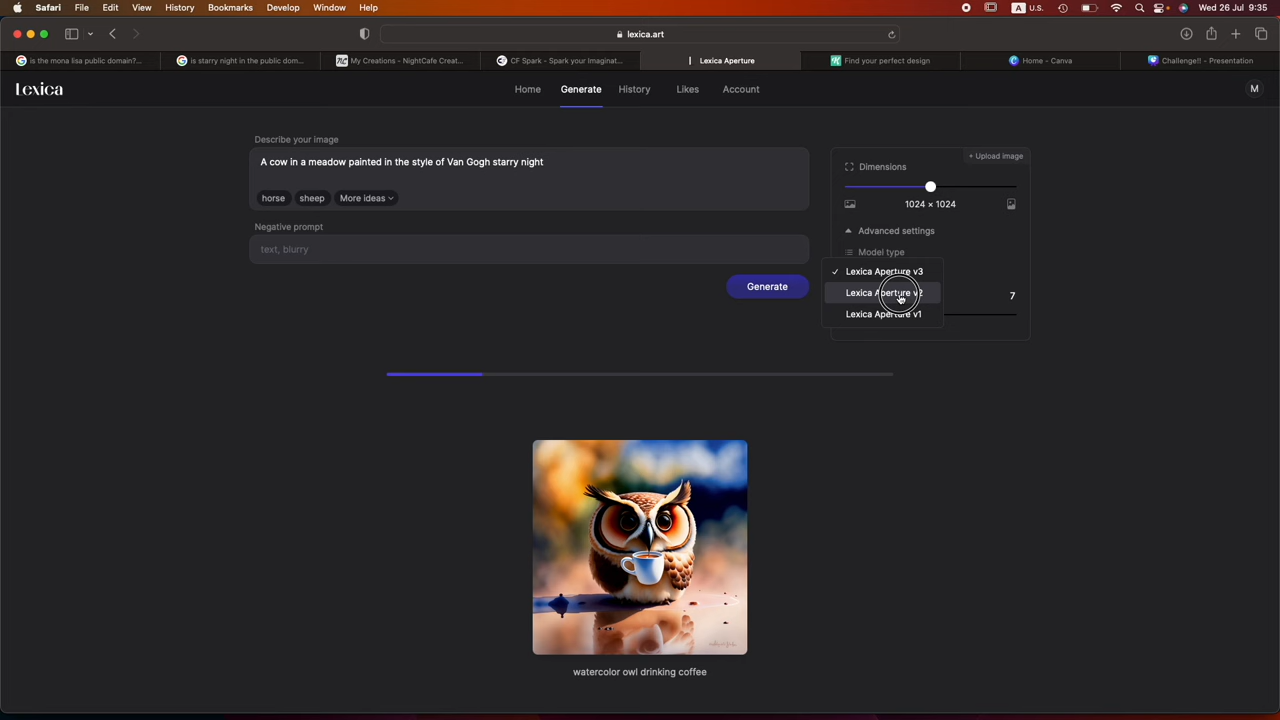 Safari File Edit View History Bookmarks Develop Window Help
A U.S. Wed 26 Jul 9:35
lexica.art
is the mona lisa public domain?...
is starry night in the public dom...
My Creations - NightCafe Creat...
CF Spark - Spark your Imaginat...
Lexica Aperture
Find your perfect design
Home - Canva
Challenge!! - Presentation
Lexica
Home Generate History Likes Account
M
Describe your image
A cow in a meadow painted in the style of Van Gogh starry night
horse sheep More ideas
Negative prompt
text, blurry
Generate
+ Upload image
Dimensions
1024 × 1024
Advanced settings
Model type
Lexica Aperture v3
Lexica Aperture v2
7
Lexica Aperture v1
watercolor owl drinking coffee